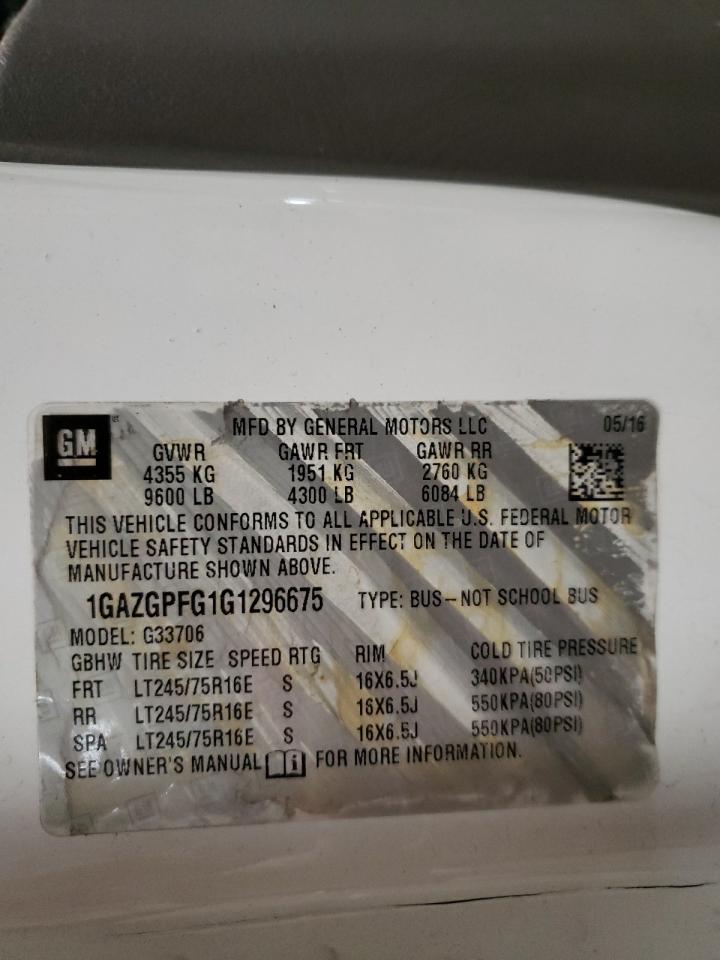 GM
MFD BY GENERAL MOTORS LLC 05/16
GVWR GAWR FRT GAWR RR
4355 KG 1951 KG 2760 KG
9600 LB 4300 LB 6084 LB
THIS VEHICLE CONFORMS TO ALL APPLICABLE U.S. FEDERAL MOTOR
VEHICLE SAFETY STANDARDS IN EFFECT ON THE DATE OF
MANUFACTURE SHOWN ABOVE.
1GAZGPFG1G1296675 TYPE: BUS-NOT SCHOOL BUS
MODEL: G33706
GBHW TIRE SIZE SPEED RTG RIM COLD TIRE PRESSURE
FRT LT245/75R16E S 16X6.5J 340KPA(50PSI)
RR LT245/75R16E S 16X6.5J 550KPA(80PSI)
SPA LT245/75R16E S 16X6.5J 550KPA(80PSI)
SEE OWNER'S MANUAL i FOR MORE INFORMATION.